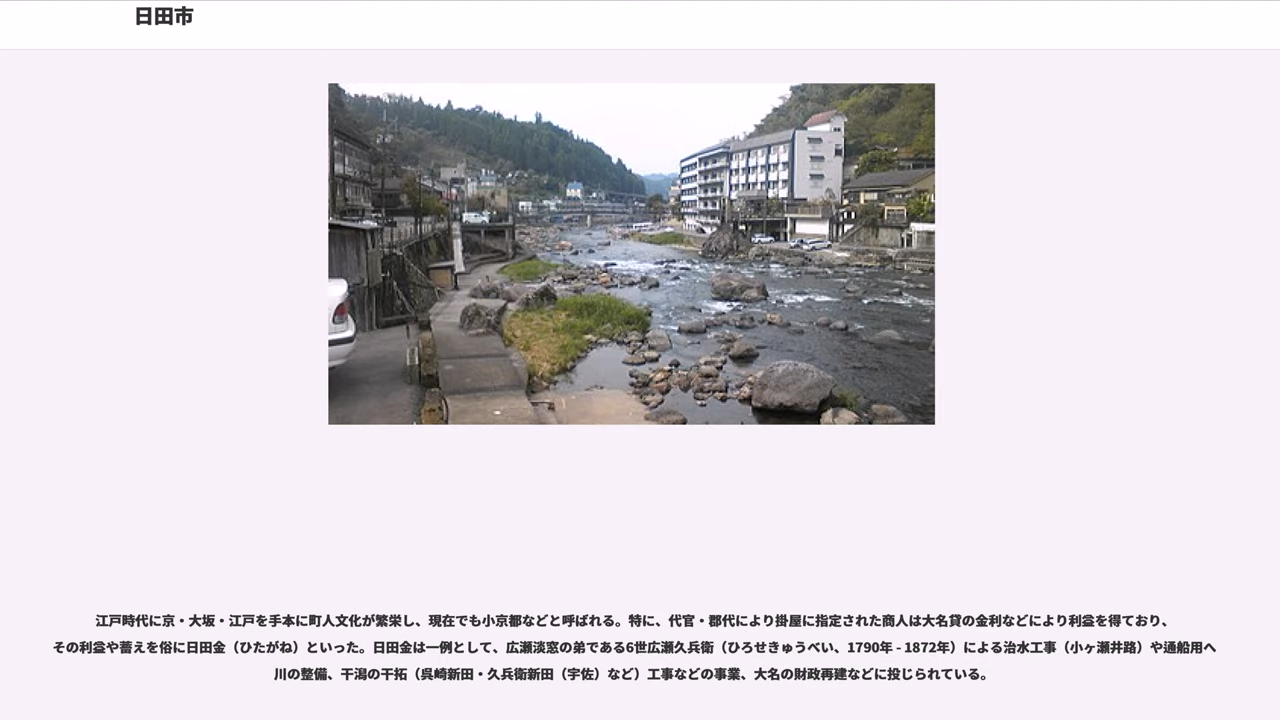 日田市
江戸時代に京・大坂・江戸を手本に町人文化が繁栄し、現在でも小京都などと呼ばれる。特に、代官・郡代により掛屋に指定された商人は大名貸の金利などにより利益を得ており、
その利益や蓄えを俗に日田金（ひたがね）といった。日田金は一例として、広瀬淡窓の弟である6世広瀬久兵衛（ひろせきゅうべい、1790年 - 1872年）による治水工事（小ヶ瀬井路）や通船用へ
川の整備、干潟の干拓（呉崎新田・久兵衛新田（宇佐）など）工事などの事業、大名の財政再建などに投じられている。